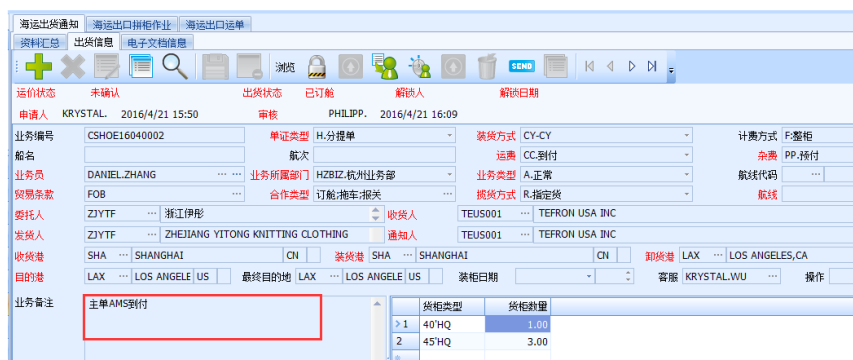 海运出货通知 海运出口拼柜作业 海运出口运单
资料汇总 出货信息 电子文档信息
浏览 SEND
运价状态 未确认 出货状态 已订舱 解锁人 解锁日期
申请人 KRYSTAL. 2016/4/21 15:50 审核 PHILIPP. 2016/4/21 16:09
业务编号 CSHOE16040002 单证类型 H.分提单 装货方式 CY-CY 计费方式 F:整柜
船名 航次 运费 CC.到付 杂费 PP.预付
业务员 DANIEL.ZHANG 业务所属部门 HZBIZ.杭州业务部 业务类型 A.正常 航线代码
贸易条款 FOB 合作类型 订舱;拖车;报关 揽货方式 R.指定货 航线
委托人 ZJYTF 浙江伊彤 收货人 TEUS001 TEFRON USA INC
发货人 ZJYTF ZHEJIANG YITONG KNITTING CLOTHING 通知人 TEUS001 TEFRON USA INC
收货港 SHA SHANGHAI CN 装货港 SHA SHANGHAI CN 卸货港 LAX LOS ANGELES,CA
目的港 LAX LOS ANGELE US 最终目的地 LAX LOS ANGELE US 装柜日期 客服 KRYSTAL.WU 操作
业务备注 主单AMS到付
货柜类型 货柜数量
1 40'HQ 1.00
2 45'HQ 3.00